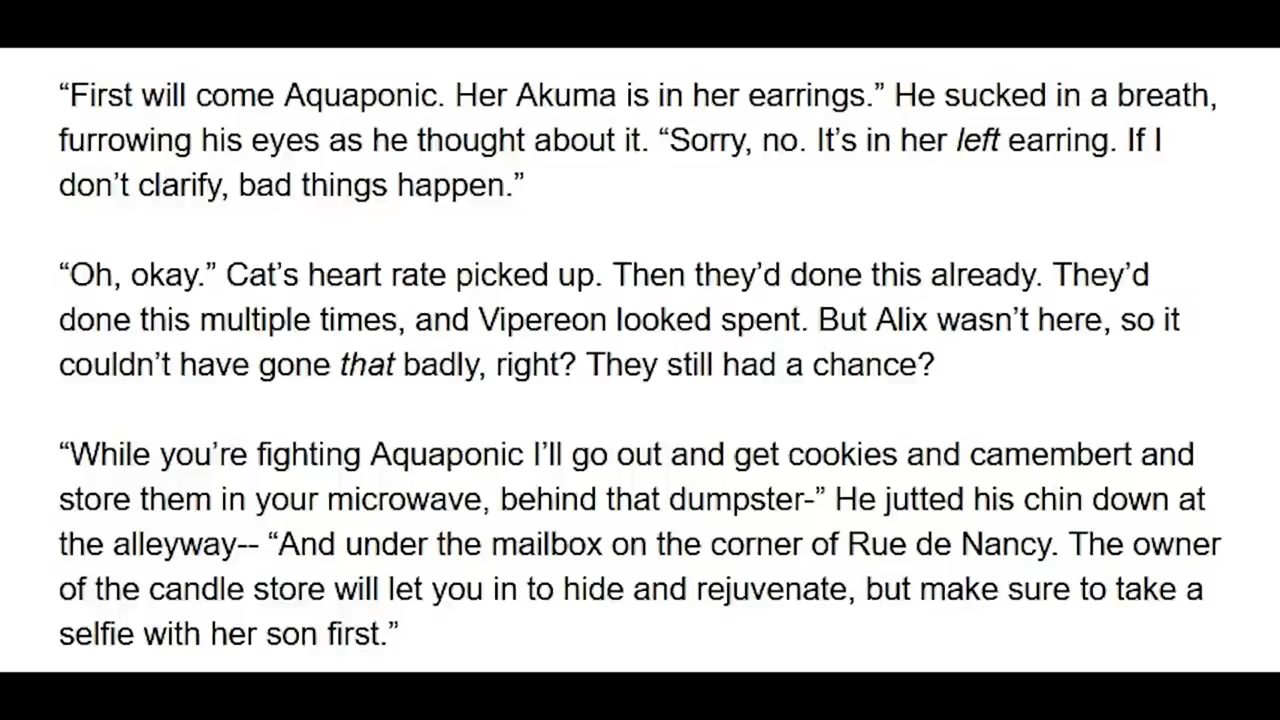 “First will come Aquaponic. Her Akuma is in her earrings.” He sucked in a breath,
furrowing his eyes as he thought about it. “Sorry, no. It’s in her left earring. If I
don’t clarify, bad things happen.”
“Oh, okay.” Cat’s heart rate picked up. Then they’d done this already. They’d
done this multiple times, and Vipereon looked spent. But Alix wasn’t here, so it
couldn’t have gone that badly, right? They still had a chance?
“While you’re fighting Aquaponic I’ll go out and get cookies and camembert and
store them in your microwave, behind that dumpster-” He jutted his chin down at
the alleyway-- “And under the mailbox on the corner of Rue de Nancy. The owner
of the candle store will let you in to hide and rejuvenate, but make sure to take a
selfie with her son first.”